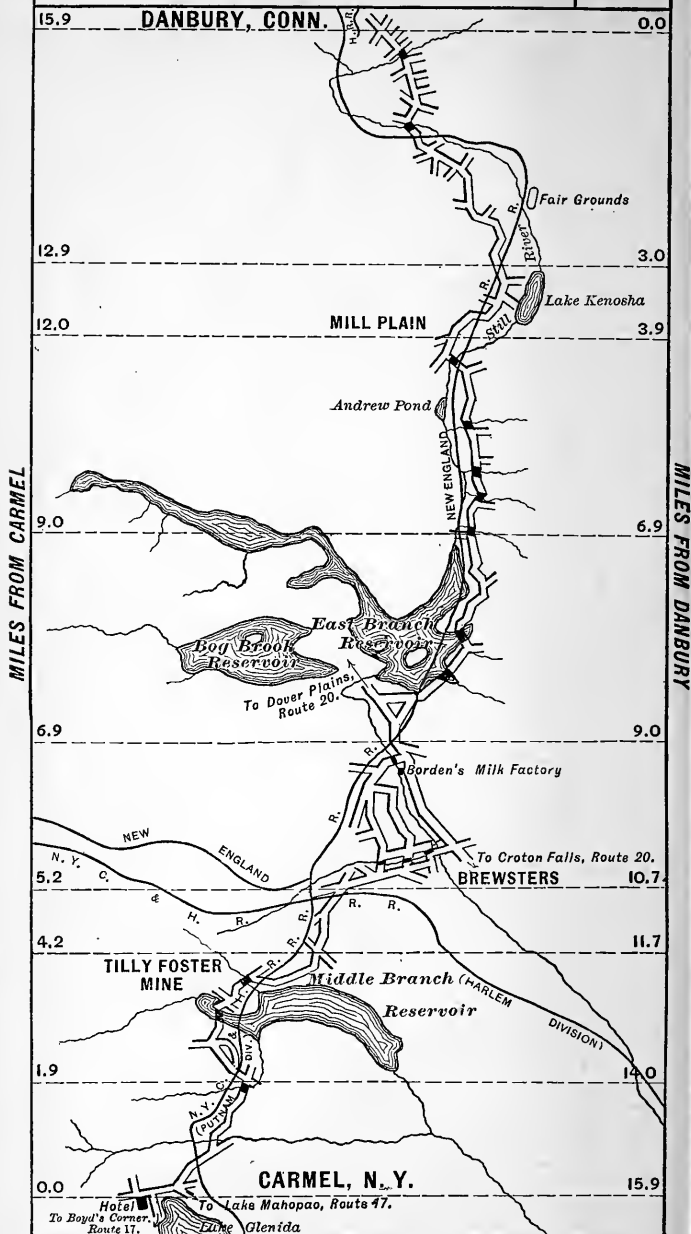 DANBURY, CONN.
15.9
0.0
H.R.R.
Fair Grounds
R.
River
12.9
3.0
R.
Lake Kenosha
Still
MILL PLAIN
12.0
3.9
Andrew Pond
NEW ENGLAND
MILES FROM CARMEL
MILES FROM DANBURY
9.0
6.9
East Branch
Reservoir
Bog Brook
Reservoir
To Dover Plains,
Route 20.
6.9
9.0
R.
Borden's Milk Factory
R.
NEW ENGLAND
N.Y. C. & H. R. R. R.
To Croton Falls, Route 20.
BREWSTERS
5.2
10.7
4.2
11.7
R.
R.
R.
H.
&
C.
N.Y.
(PUTNAM DIV.)
TILLY FOSTER
MINE
Middle Branch
Reservoir
(HARLEM DIVISION)
1.9
14.0
CARMEL, N.Y.
0.0
15.9
Hotel
To Lake Mahopao, Route 47.
To Boyd's Corner,
Route 17.
Lake Glenida